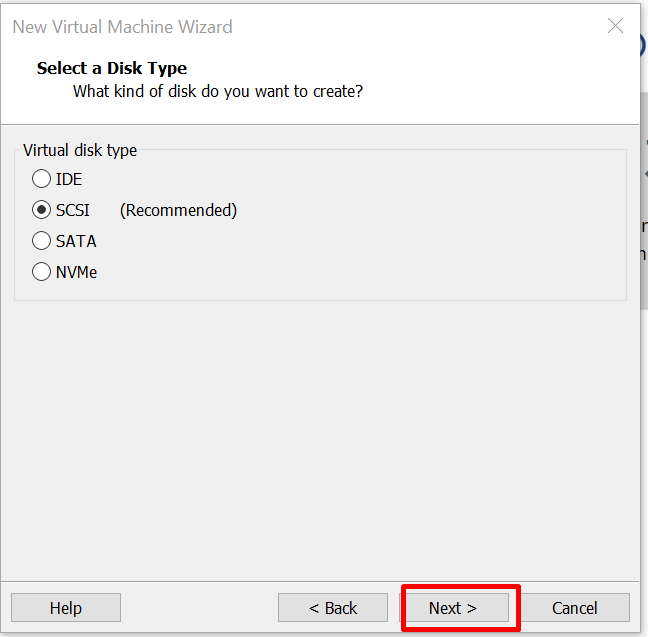 New Virtual Machine Wizard
Select a Disk Type
What kind of disk do you want to create?
Virtual disk type
IDE
SCSI (Recommended)
SATA
NVMe
Help < Back Next > Cancel